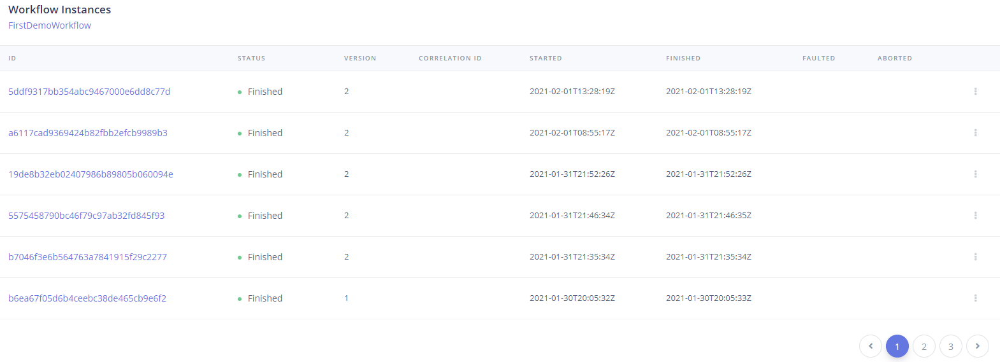 Workflow Instances
FirstDemoWorkflow
ID STATUS VERSION CORRELATION ID STARTED FINISHED FAULTED ABORTED
5ddf9317bb354abc9467000e6dd8c77d Finished 2 2021-02-01T13:28:19Z 2021-02-01T13:28:19Z
a6117cad9369424b82fbb2efcb9989b3 Finished 2 2021-02-01T08:55:17Z 2021-02-01T08:55:17Z
19de8b32eb02407986b89805b060094e Finished 2 2021-01-31T21:52:26Z 2021-01-31T21:52:26Z
5575458790bc46f79c97ab32fd845f93 Finished 2 2021-01-31T21:46:34Z 2021-01-31T21:46:35Z
b7046f3e6b564763a7841915f29c2277 Finished 2 2021-01-31T21:35:34Z 2021-01-31T21:35:34Z
b6ea67f05d6b4ceebc38de465cb9e6f2 Finished 1 2021-01-30T20:05:32Z 2021-01-30T20:05:33Z
1 2 3